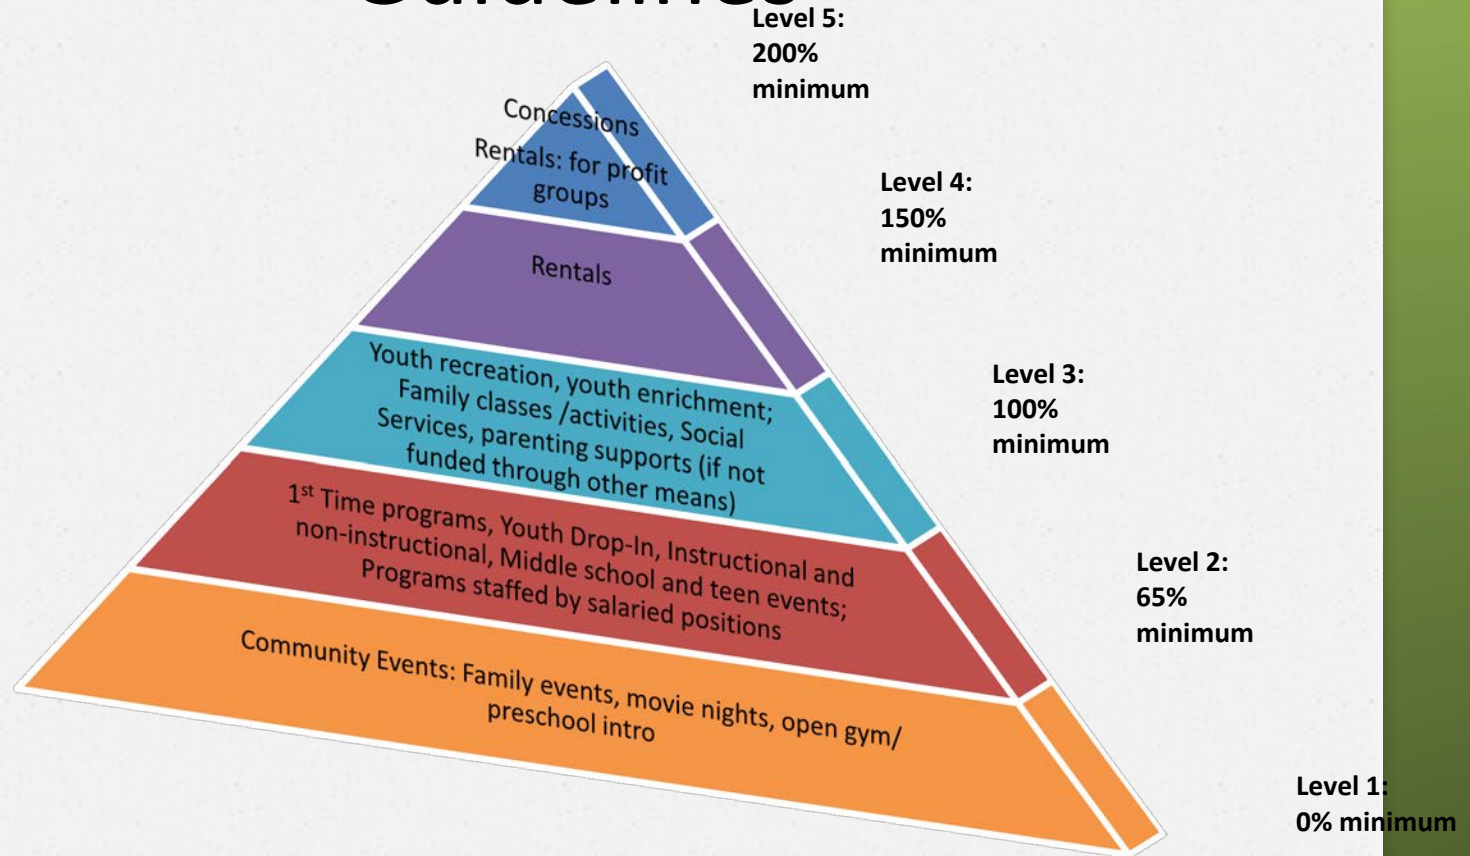 Guidelines
Level 5:
200%
minimum
Concessions
Rentals: for profit
groups
Level 4:
150%
minimum
Rentals
Level 3:
100%
minimum
Youth recreation, youth enrichment;
Family classes /activities, Social
Services, parenting supports (if not
funded through other means)
Level 2:
65%
minimum
1st Time programs, Youth Drop-In, Instructional and
non-instructional, Middle school and teen events;
Programs staffed by salaried positions
Level 1:
0% minimum
Community Events: Family events, movie nights, open gym/
preschool intro